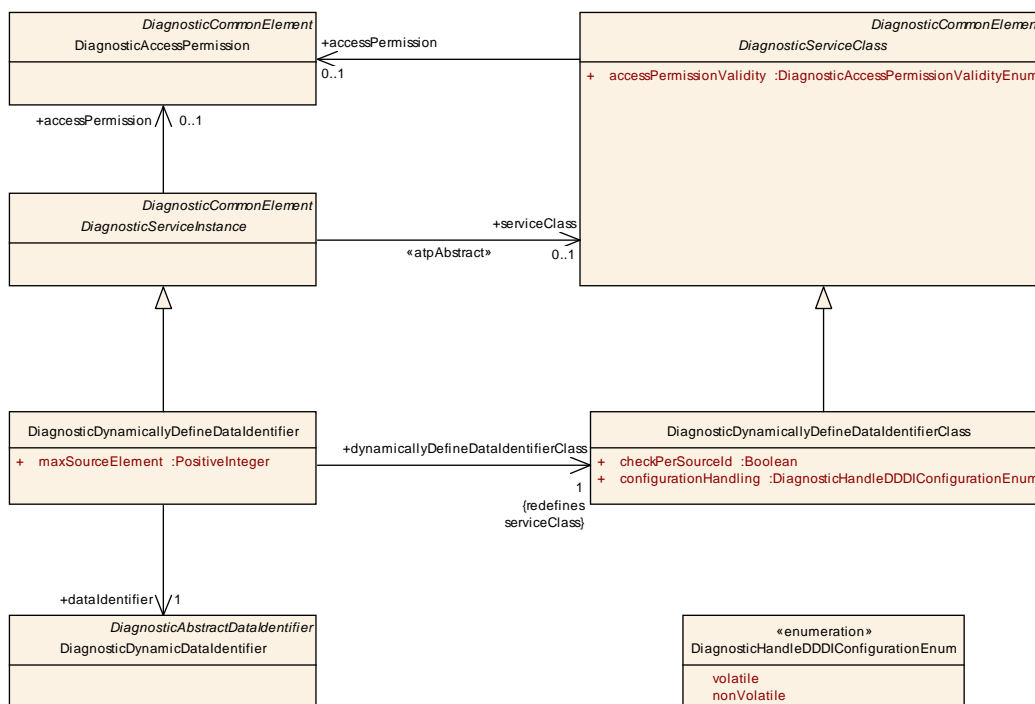 DiagnosticCommonElement
DiagnosticAccessPermission
+accessPermission
0..1
DiagnosticCommonElemen
DiagnosticServiceClass
+ accessPermissionValidity :DiagnosticAccessPermissionValidityEnum
+accessPermission
0..1
DiagnosticCommonElement
DiagnosticServiceInstance
+serviceClass
«atpAbstract»
0..1
DiagnosticDynamicallyDefineDataIdentifier
+ maxSourceElement :PositiveInteger
+dynamicallyDefineDataIdentifierClass
1
{redefines
serviceClass}
DiagnosticDynamicallyDefineDataIdentifierClass
+ checkPerSourceId :Boolean
+ configurationHandling :DiagnosticHandleDDDIConfigurationEnum
+dataIdentifier
1
DiagnosticAbstractDataIdentifier
DiagnosticDynamicDataIdentifier
«enumeration»
DiagnosticHandleDDDIConfigurationEnum
volatile
nonVolatile